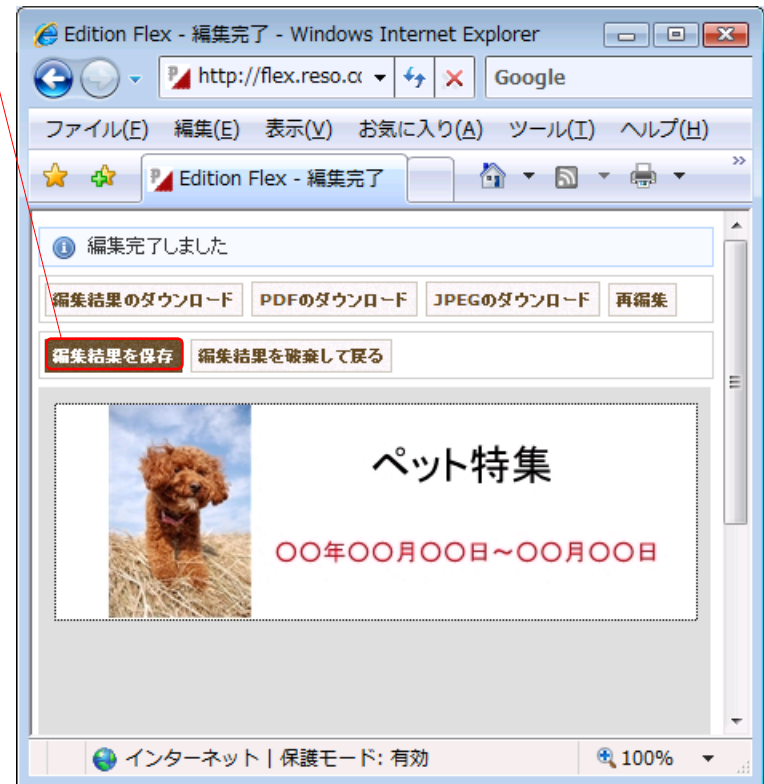 Edition Flex - 編集完了 - Windows Internet Explorer
http://flex.reso.cc
Google
ファイル(F) 編集(E) 表示(V) お気に入り(A) ツール(T) ヘルプ(H)
Edition Flex - 編集完了
編集完了しました
編集結果のダウンロード PDFのダウンロード JPEGのダウンロード 再編集
編集結果を保存 編集結果を破棄して戻る
ペット特集
〇〇年〇〇月〇〇日~〇〇月〇〇日
インターネット | 保護モード: 有効 100%